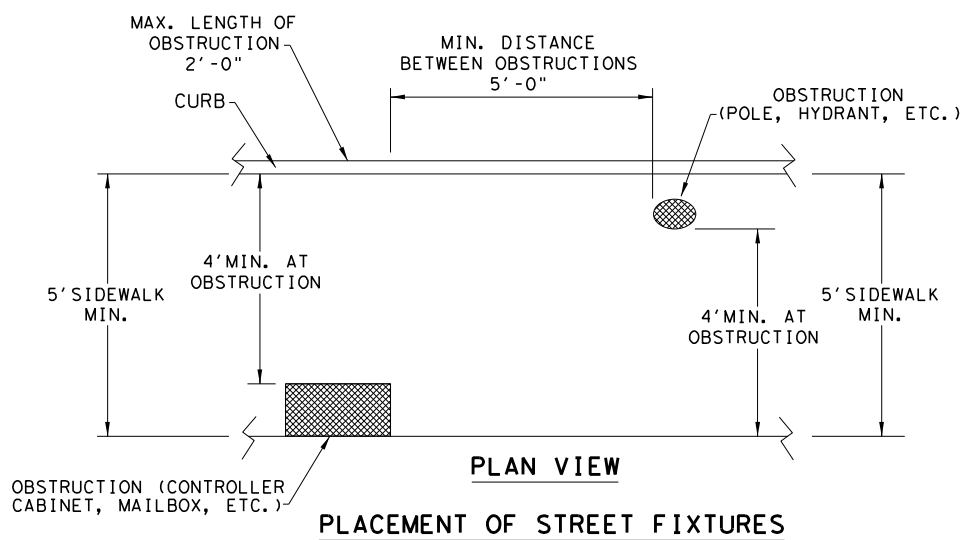 MAX. LENGTH OF
OBSTRUCTION
2'-0"
MIN. DISTANCE
BETWEEN OBSTRUCTIONS
5'-0"
CURB
OBSTRUCTION
(POLE, HYDRANT, ETC.)
4'MIN. AT
OBSTRUCTION
5'SIDEWALK
MIN.
4'MIN. AT
OBSTRUCTION
5'SIDEWALK
MIN.
OBSTRUCTION (CONTROLLER
CABINET, MAILBOX, ETC.)
PLAN VIEW
PLACEMENT OF STREET FIXTURES